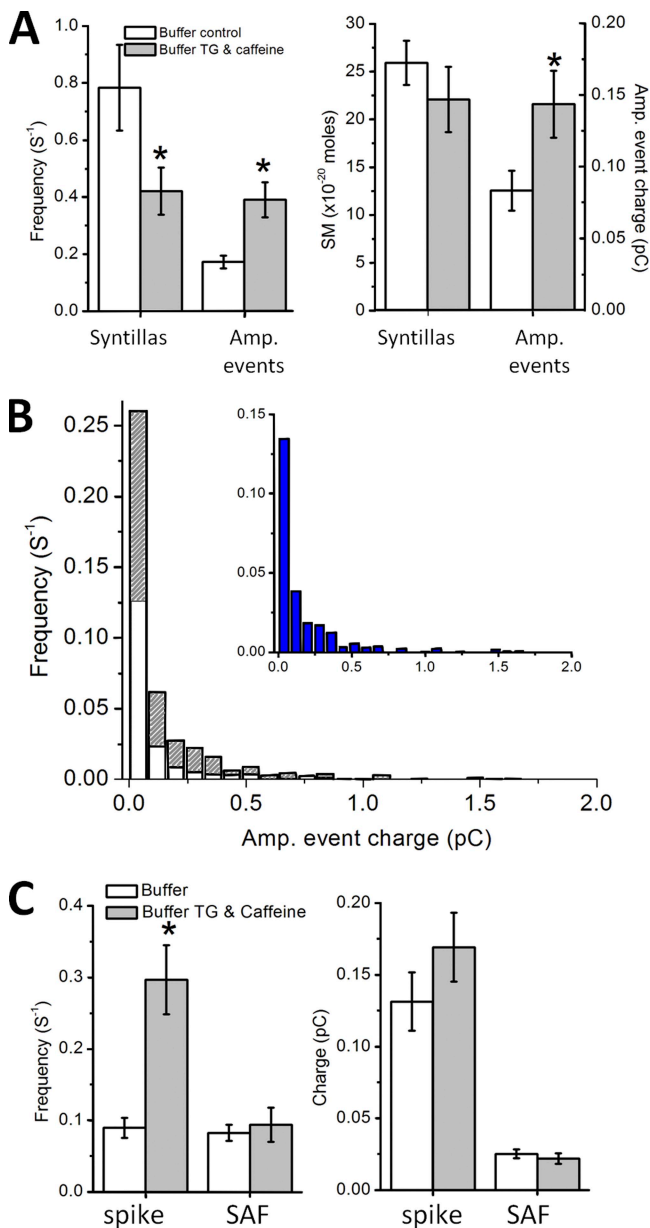 A
Buffer control
Buffer TG & caffeine
Frequency (S⁻¹)
1.0
0.8
0.6
0.4
0.2
0.0
*
*
Syntillas
Amp.
events
SM (x10⁻²⁰ moles)
30
25
20
15
10
5
0
*
0.20
0.15
0.10
0.05
0.00
Amp. event charge (pC)
Syntillas
Amp.
events
B
Frequency (S⁻¹)
0.25
0.20
0.15
0.10
0.05
0.00
0.0 0.5 1.0 1.5 2.0
Amp. event charge (pC)
0.15
0.10
0.05
0.00
0.0 0.5 1.0 1.5 2.0
C
Buffer
Buffer TG & Caffeine
Frequency (S⁻¹)
0.4
0.3
0.2
0.1
0.0
*
spike SAF
Charge (pC)
0.20
0.15
0.10
0.05
0.00
spike SAF